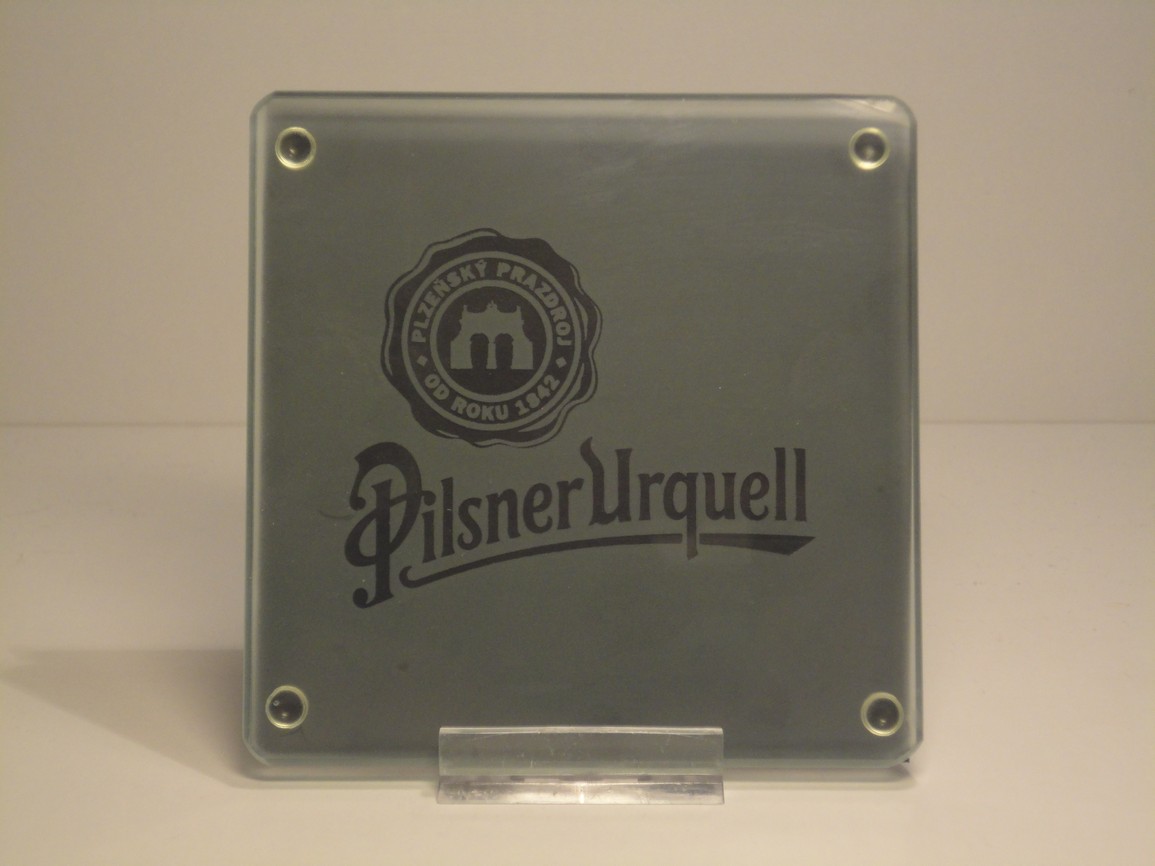 PLZEŇSKÝ PRAZDROJ
OD ROKU 1842
Pilsner Urquell